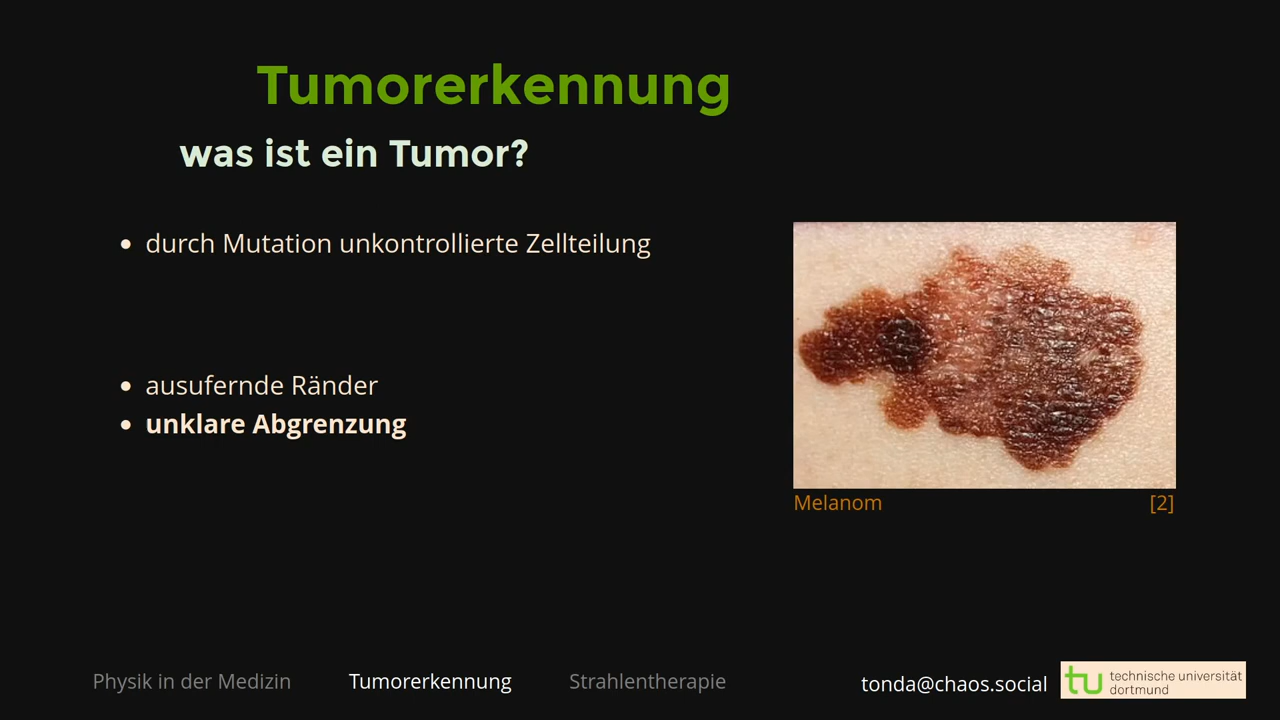 Tumorerkennung
was ist ein Tumor?
• durch Mutation unkontrollierte Zellteilung
• ausufernde Ränder
• unklare Abgrenzung
Melanom [2]
Physik in der Medizin Tumorerkennung Strahlentherapie tonda@chaos.social
tu technische universität
dortmund